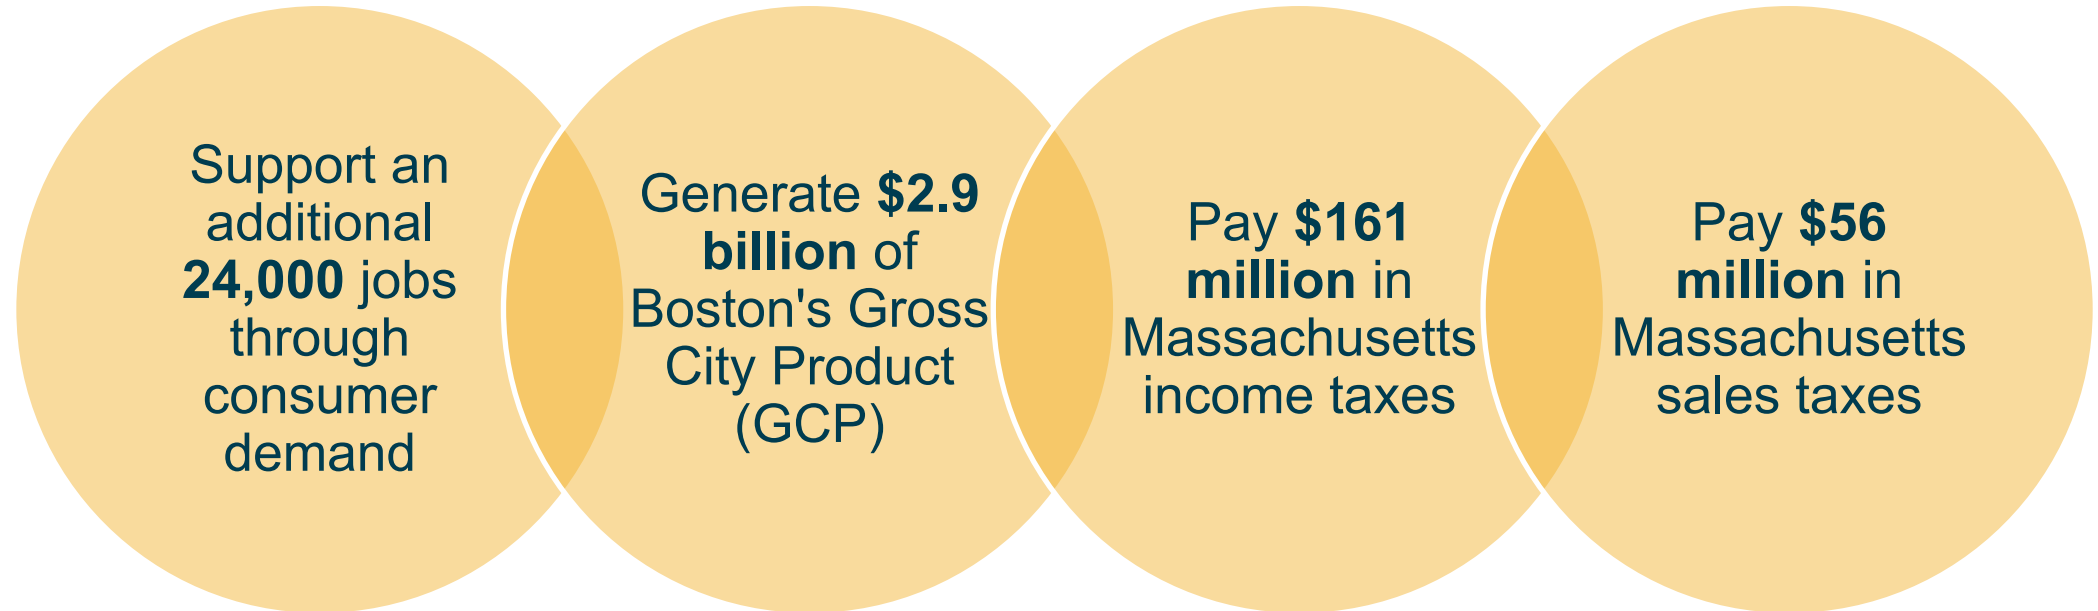 Support an
additional
24,000 jobs
through
consumer
demand
Generate $2.9
billion of
Boston's Gross
City Product
(GCP)
Pay $161
million in
Massachusetts
income taxes
Pay $56
million in
Massachusetts
sales taxes